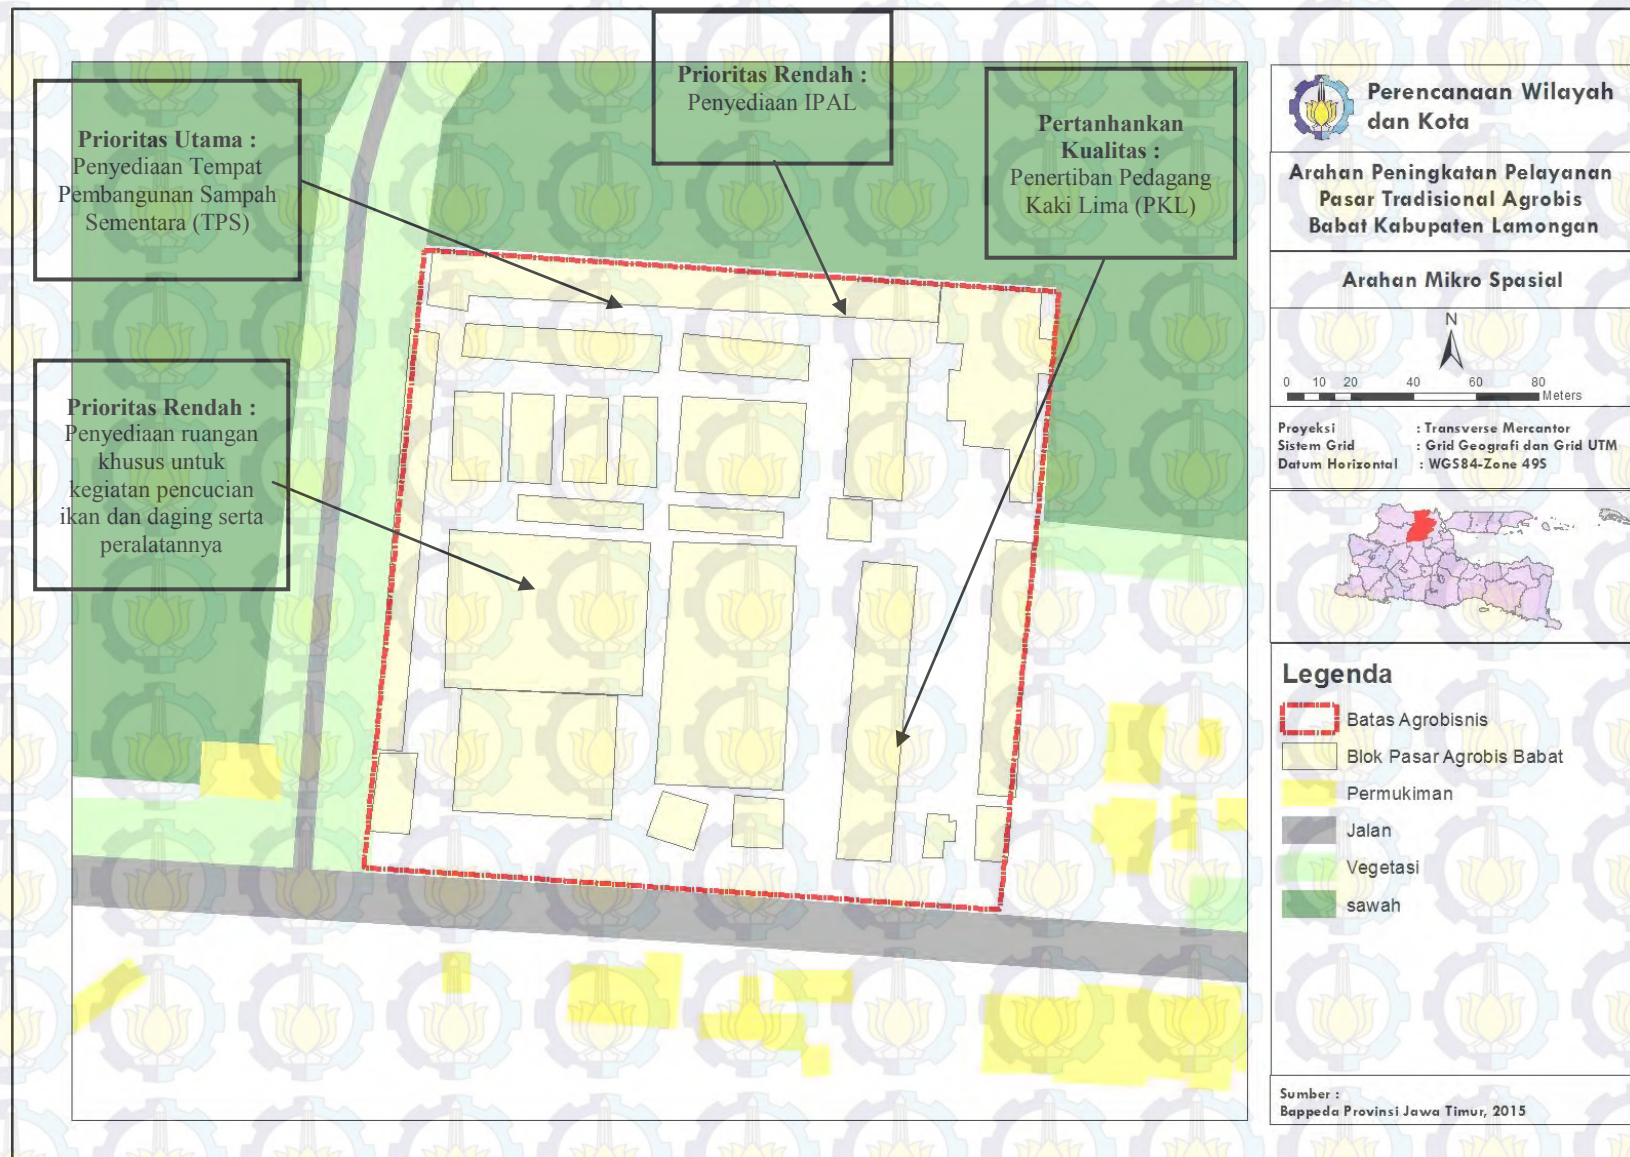 Prioritas Utama :
Penyediaan Tempat
Pembangunan Sampah
Sementara (TPS)
Prioritas Rendah :
Penyediaan IPAL
Pertanhankan
Kualitas :
Penertiban Pedagang
Kaki Lima (PKL)
Prioritas Rendah :
Penyediaan ruangan
khusus untuk
kegiatan pencucian
ikan dan daging serta
peralatannya
Perencanaan Wilayah
dan Kota
Arahan Peningkatan Pelayanan
Pasar Tradisional Agrobis
Babat Kabupaten Lamongan
Arahan Mikro Spasial
N
0 10 20 40 60 80
Meters
Proyeksi : Transverse Mercantor
Sistem Grid : Grid Geografi dan Grid UTM
Datum Horizontal : WGS84-Zone 49S
Legenda
Batas Agrobisnis
Blok Pasar Agrobis Babat
Permukiman
Jalan
Vegetasi
sawah
Sumber :
Bappeda Provinsi Jawa Timur, 2015